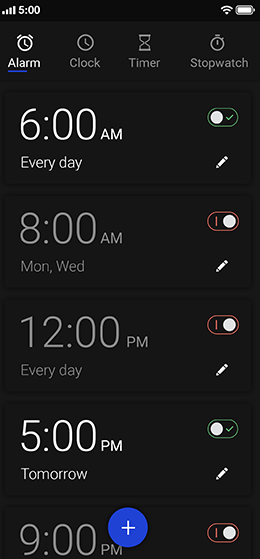 5:00
Alarm Clock Timer Stopwatch
6:00 AM
Every day
8:00 AM
Mon, Wed
12:00 PM
Every day
5:00 PM
Tomorrow
9:00 PM